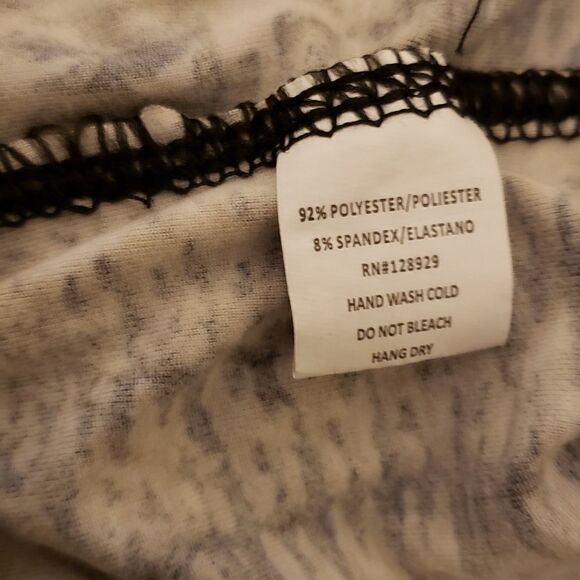 92% POLYESTER/POLIESTER
8% SPANDEX/ELASTANO
RN#128929
HAND WASH COLD
DO NOT BLEACH
HANG DRY